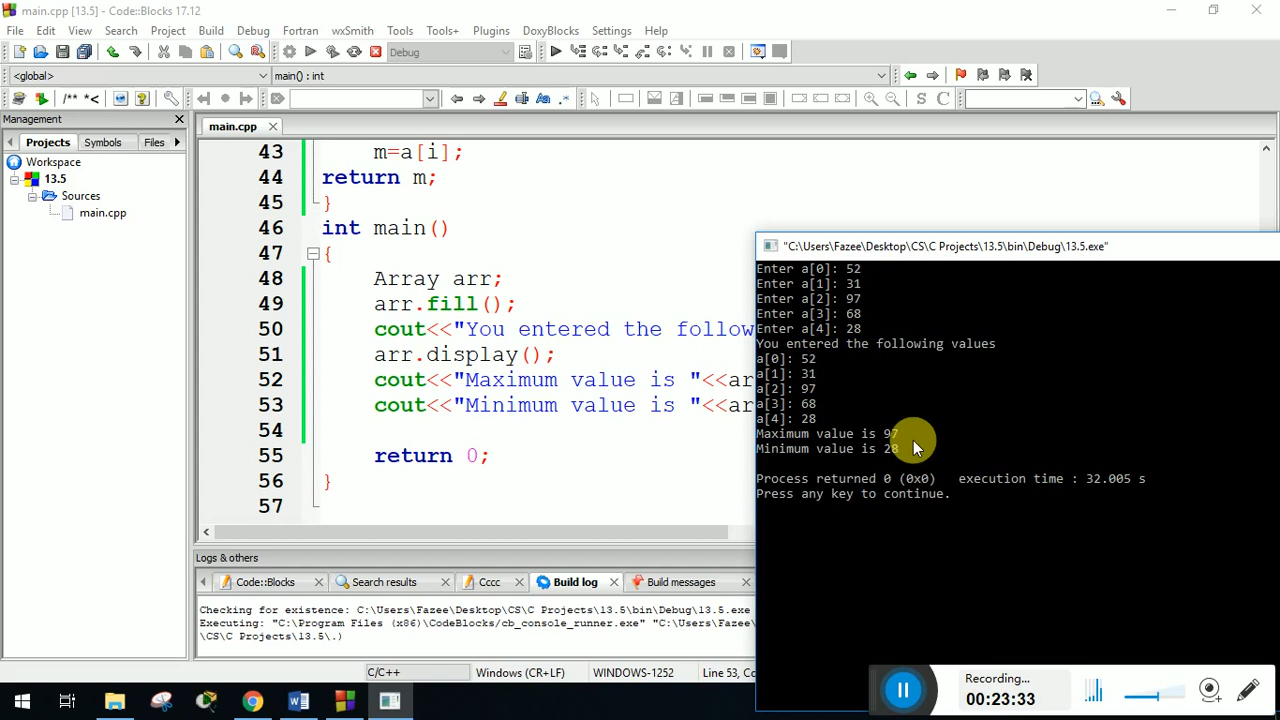 main.cpp [13.5] - Code::Blocks 17.12
File Edit View Search Project Build Debug Fortran wxSmith Tools Tools+ Plugins DoxyBlocks Settings Help
Debug
<global> main() : int
/** *< S C
Management
main.cpp
Projects Symbols Files
Workspace
13.5
Sources
main.cpp
43 m=a[i];
44 return m;
45 }
46 int main()
47 {
48 Array arr;
49 arr.fill();
50 cout<<"You entered the follow
51 arr.display();
52 cout<<"Maximum value is "<<ar
53 cout<<"Minimum value is "<<ar
54
55 return 0;
56 }
57
"C:\Users\Fazee\Desktop\CS\C Projects\13.5\bin\Debug\13.5.exe"
Enter a[0]: 52
Enter a[1]: 31
Enter a[2]: 97
Enter a[3]: 68
Enter a[4]: 28
You entered the following values
a[0]: 52
a[1]: 31
a[2]: 97
a[3]: 68
a[4]: 28
Maximum value is 97
Minimum value is 28
Process returned 0 (0x0) execution time : 32.005 s
Press any key to continue.
Logs & others
Code::Blocks Search results Cccc Build log Build messages
Checking for existence: C:\Users\Fazee\Desktop\CS\C Projects\13.5\bin\Debug\13.5.exe
Executing: "C:\Program Files (x86)\CodeBlocks/cb_console_runner.exe" "C:\Users\Fazee\
\CS\C Projects\13.5\.)
C/C++ Windows (CR+LF) WINDOWS-1252 Line 53, Co
Recording...
00:23:33